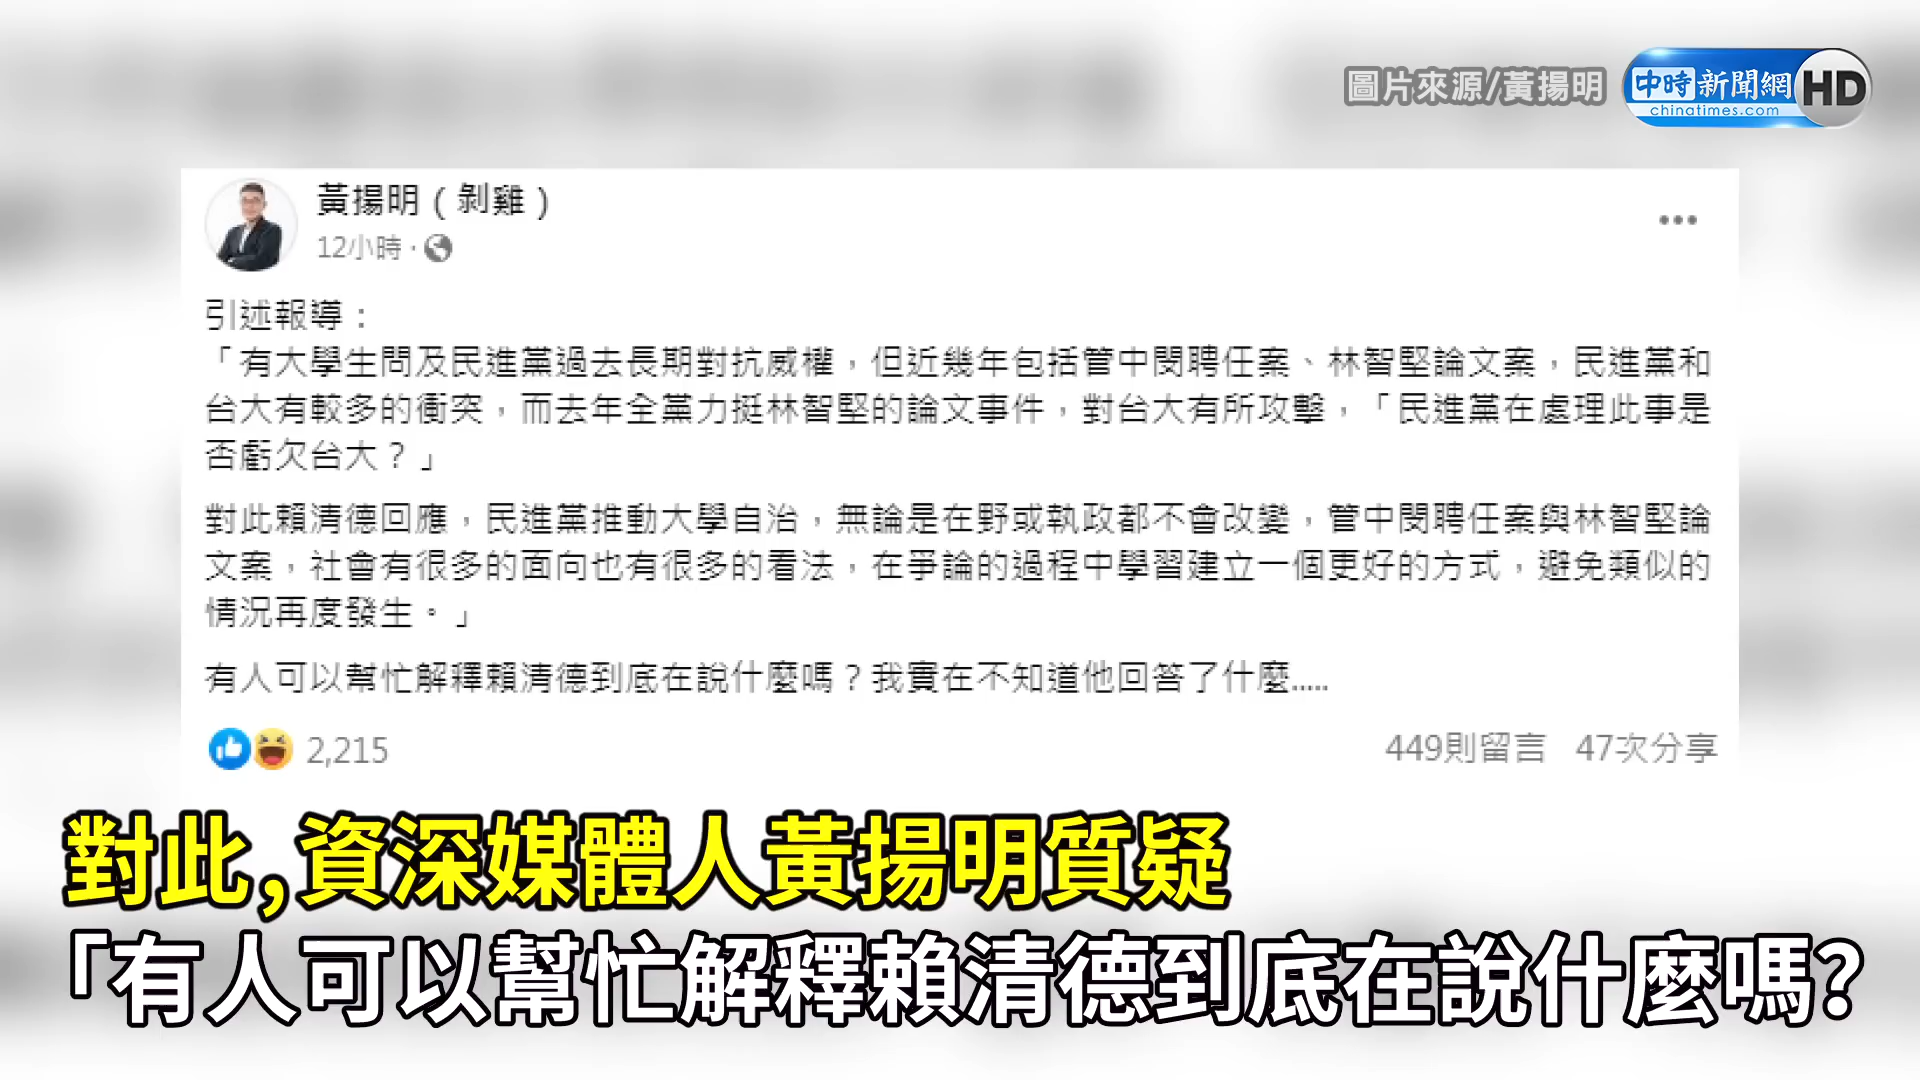 圖片來源/黃揚明
中時新聞網HD
chinatimes.com
黃揚明（剝雞）
12小時·
引述報導：
「有大學生問及民進黨過去長期對抗威權，但近幾年包括管中閔聘任案、林智堅論文案，民進黨和
台大有較多的衝突，而去年全黨力挺林智堅的論文事件，對台大有所攻擊，「民進黨在處理此事是
否虧欠台大？」
對此賴清德回應，民進黨推動大學自治，無論是在野或執政都不會改變，管中閔聘任案與林智堅論
文案，社會有很多的面向也有很多的看法，在爭論的過程中學習建立一個更好的方式，避免類似的
情況再度發生。」
有人可以幫忙解釋賴清德到底在說什麼嗎？我實在不知道他回答了什麼.....
2,215
449則留言 47次分享
對此,資深媒體人黃揚明質疑
「有人可以幫忙解釋賴清德到底在說什麼嗎?